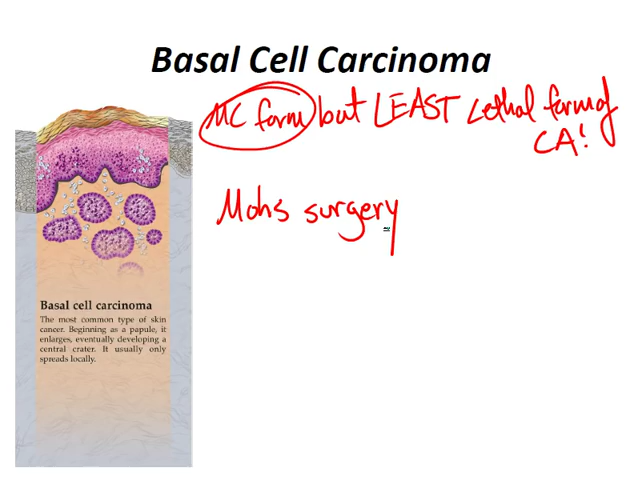 Basal Cell Carcinoma
MC form but LEAST Lethal form of
CA!
Mohs surgery
Basal cell carcinoma
The most common type of skin
cancer. Beginning as a papule, it
enlarges, eventually developing a
central crater. It usually only
spreads locally.